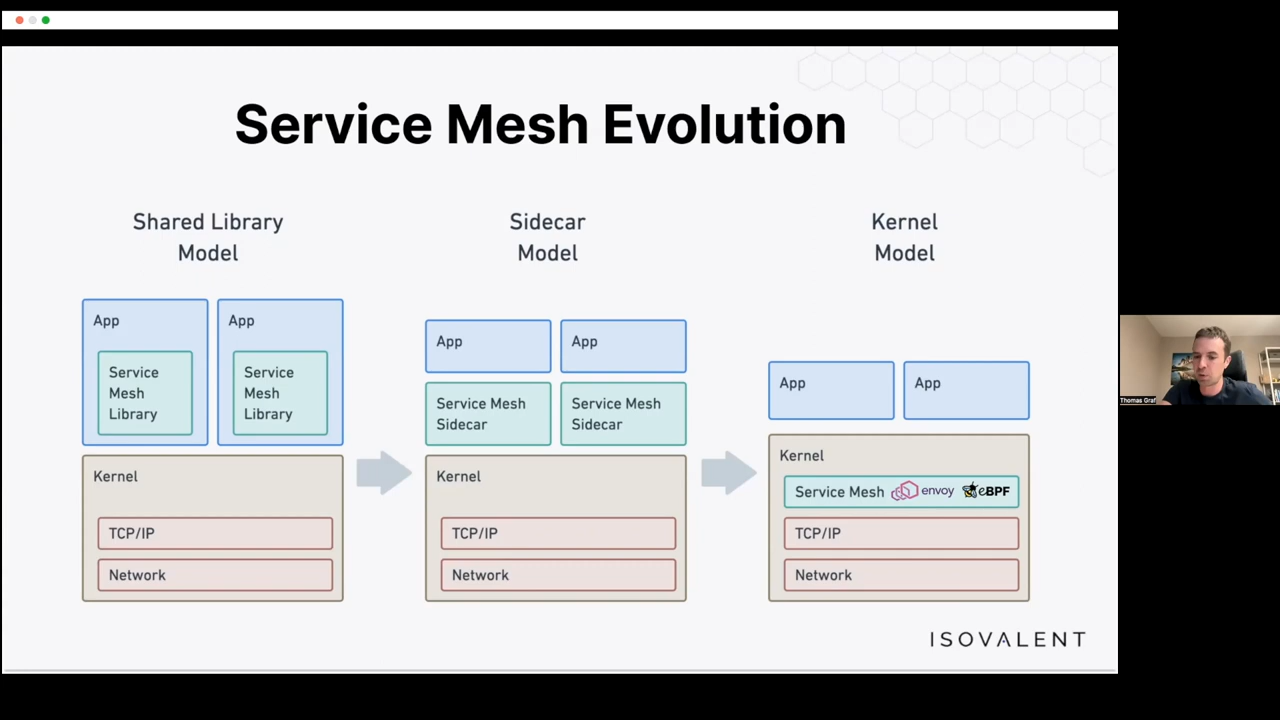 Service Mesh Evolution
Shared Library
Model
Sidecar
Model
Kernel
Model
App
Service
Mesh
Library
App
Service
Mesh
Library
Kernel
TCP/IP
Network
App
App
Service Mesh
Sidecar
Service Mesh
Sidecar
Kernel
TCP/IP
Network
App
App
Kernel
Service Mesh envoy eBPF
TCP/IP
Network
ISOVALENT
Thomas Graf